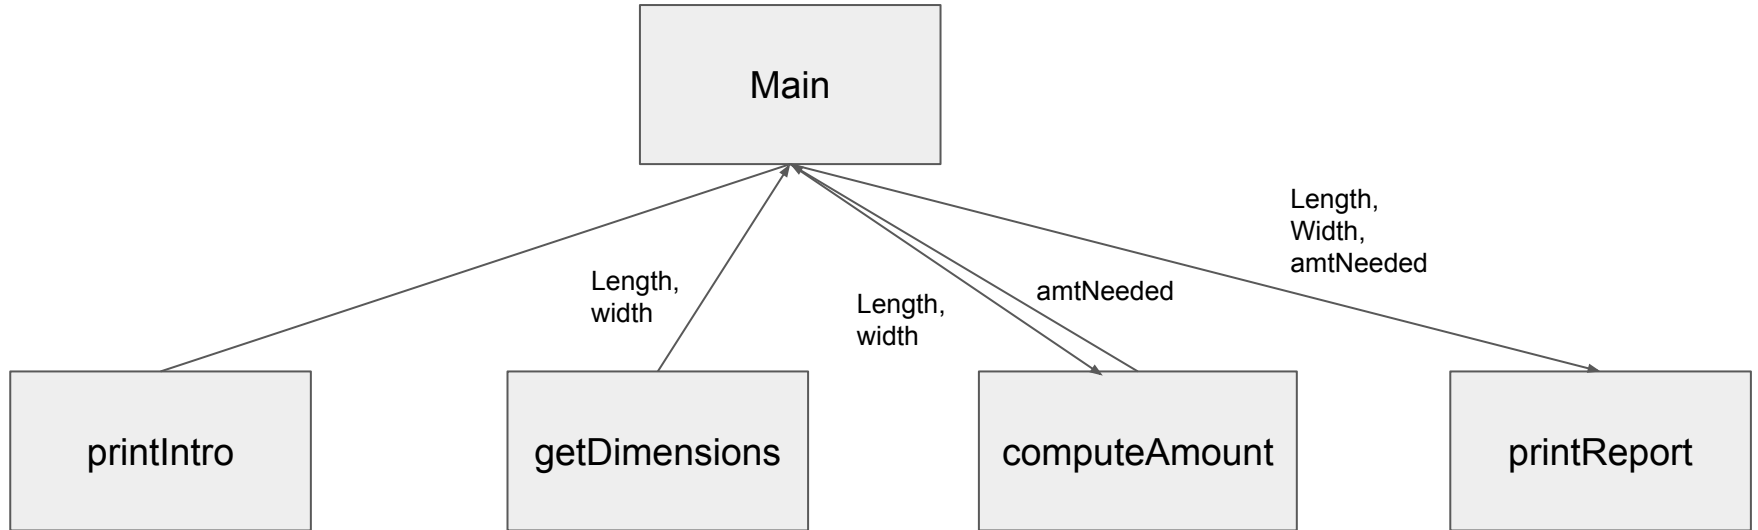 Main
Length,
Width,
amtNeeded
Length,
width
Length,
width
amtNeeded
printIntro
getDimensions
computeAmount
printReport